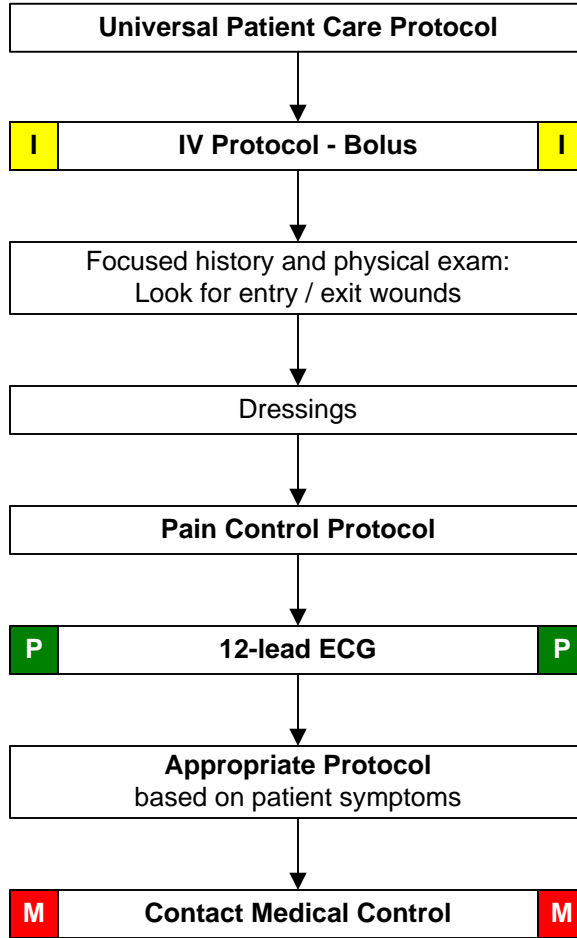 Universal Patient Care Protocol
I IV Protocol - Bolus I
Focused history and physical exam:
Look for entry / exit wounds
Dressings
Pain Control Protocol
P 12-lead ECG P
Appropriate Protocol
based on patient symptoms
M Contact Medical Control M